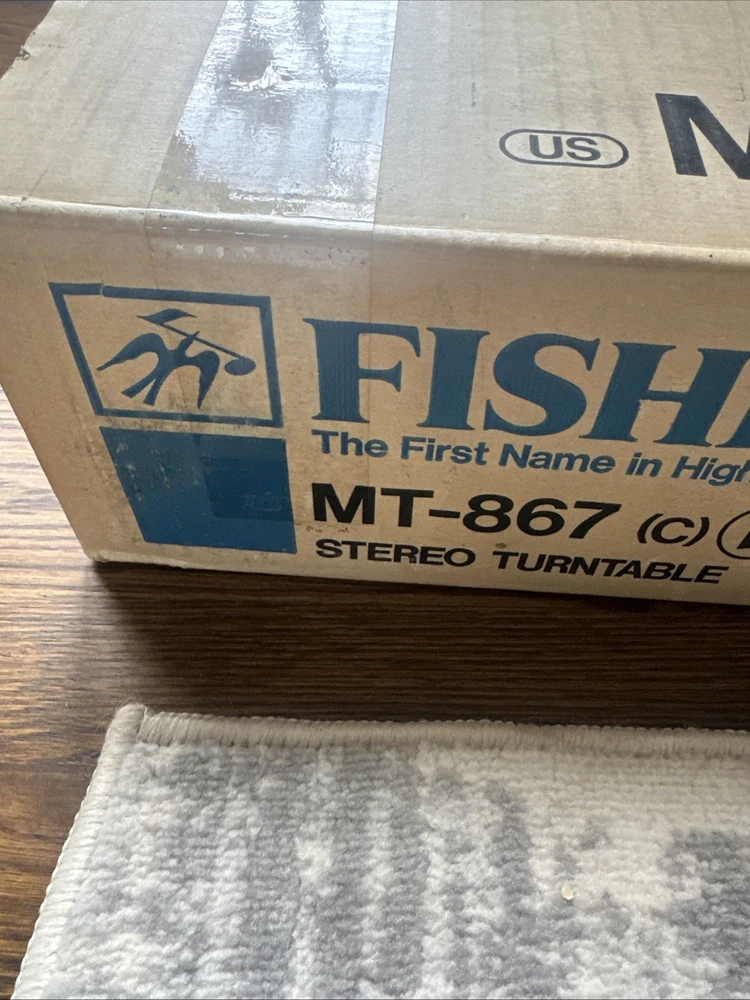 US
FISH
The First Name in High
MT-867 (C)
STEREO TURNTABLE